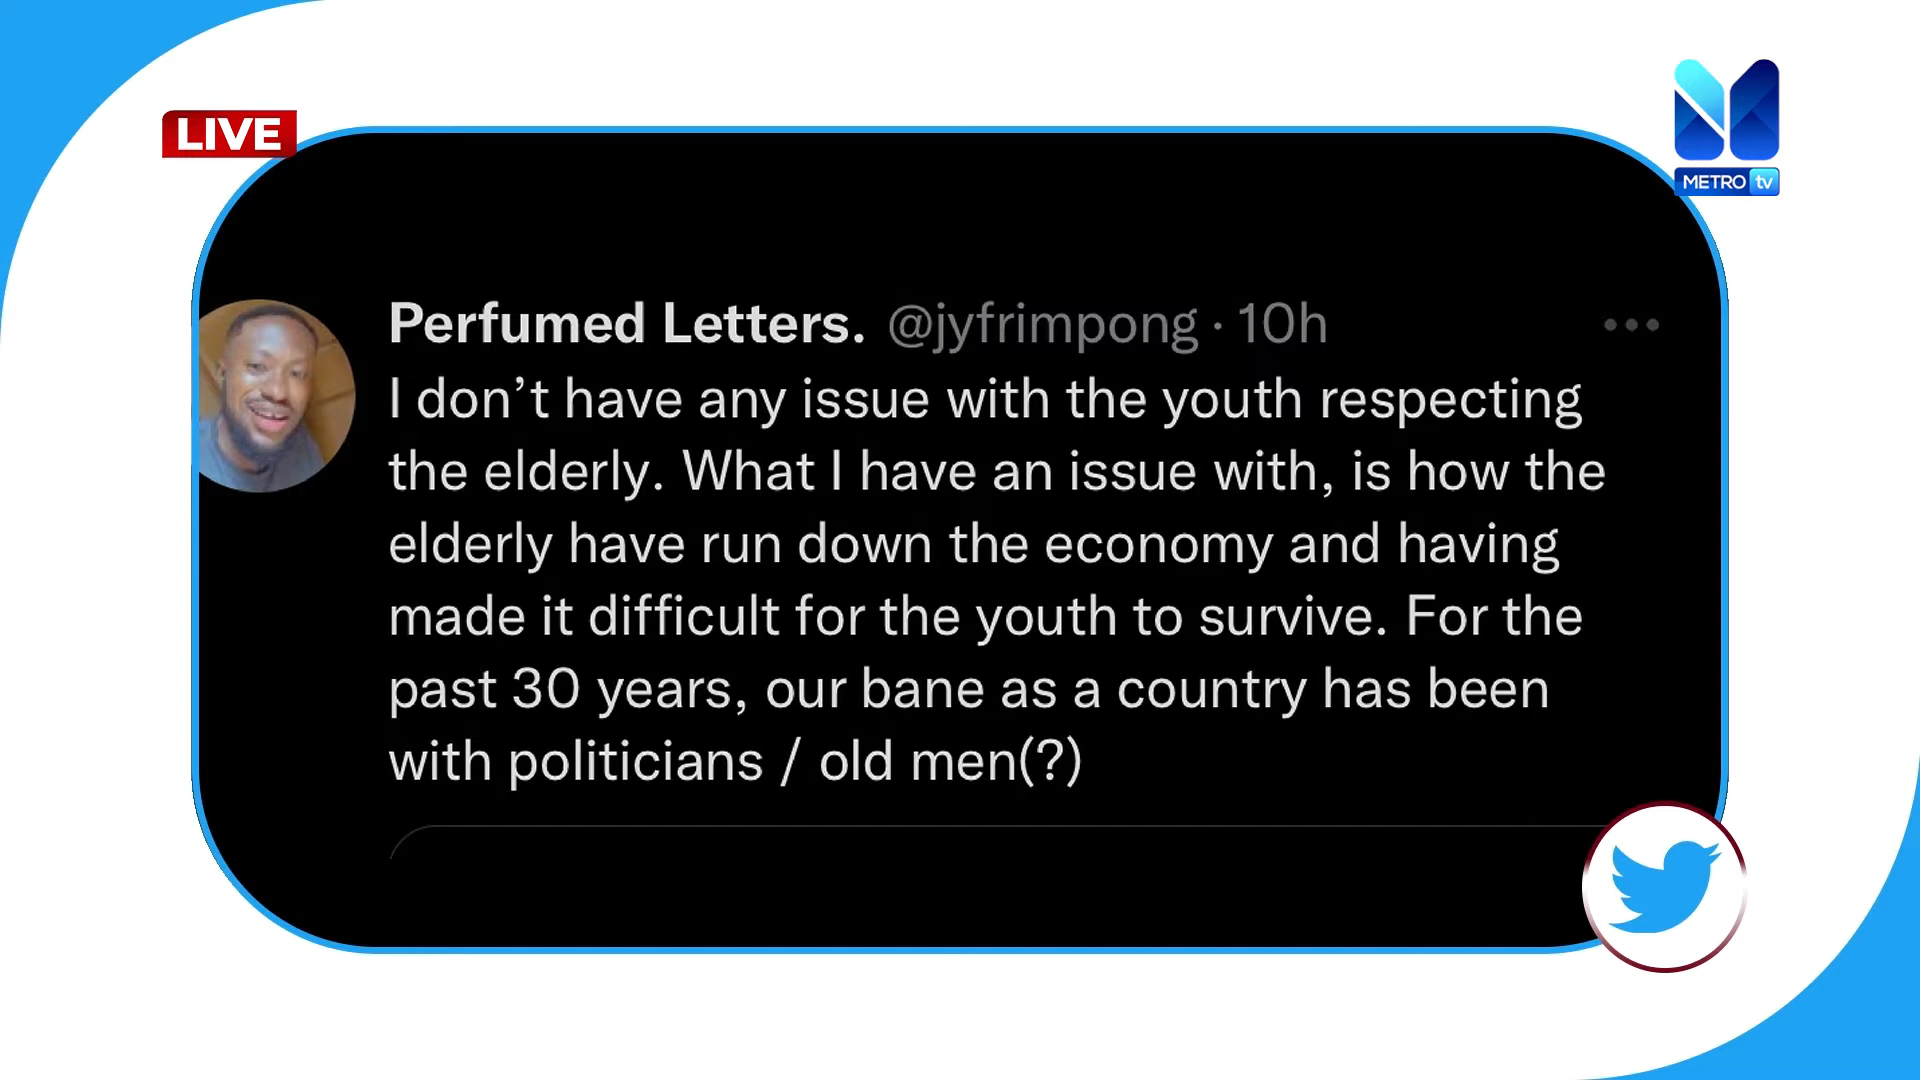 LIVE
METRO tv
Perfumed Letters. @jyfrimpong · 10h
I don’t have any issue with the youth respecting
the elderly. What I have an issue with, is how the
elderly have run down the economy and having
made it difficult for the youth to survive. For the
past 30 years, our bane as a country has been
with politicians / old men(?)